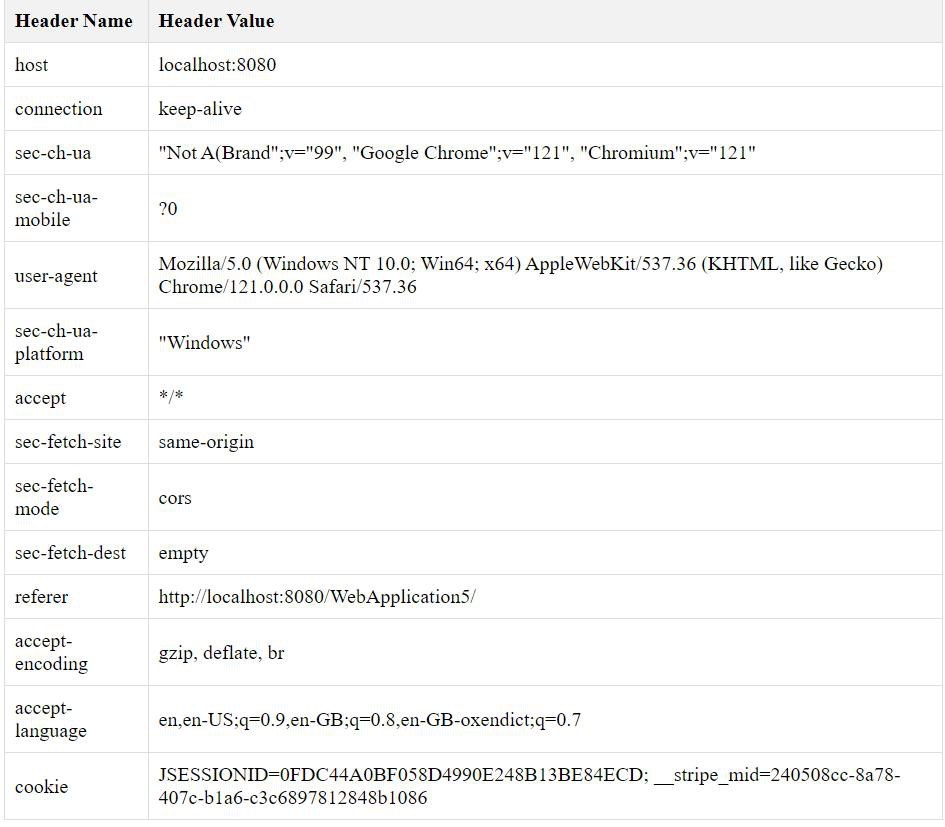 Header Name Header Value
host localhost:8080
connection keep-alive
sec-ch-ua "Not A(Brand";v="99", "Google Chrome";v="121", "Chromium";v="121"
sec-ch-ua-
mobile
?0
user-agent
Mozilla/5.0 (Windows NT 10.0; Win64; x64) AppleWebKit/537.36 (KHTML, like Gecko)
Chrome/121.0.0.0 Safari/537.36
sec-ch-ua-
platform
"Windows"
accept */*
sec-fetch-site same-origin
sec-fetch-
mode
cors
sec-fetch-dest empty
referer http://localhost:8080/WebApplication5/
accept-
encoding
gzip, deflate, br
accept-
language
en,en-US;q=0.9,en-GB;q=0.8,en-GB-oxendict;q=0.7
cookie
JSESSIONID=0FDC44A0BF058D4990E248B13BE84ECD; __stripe_mid=240508cc-8a78-
407c-b1a6-c3c6897812848b1086